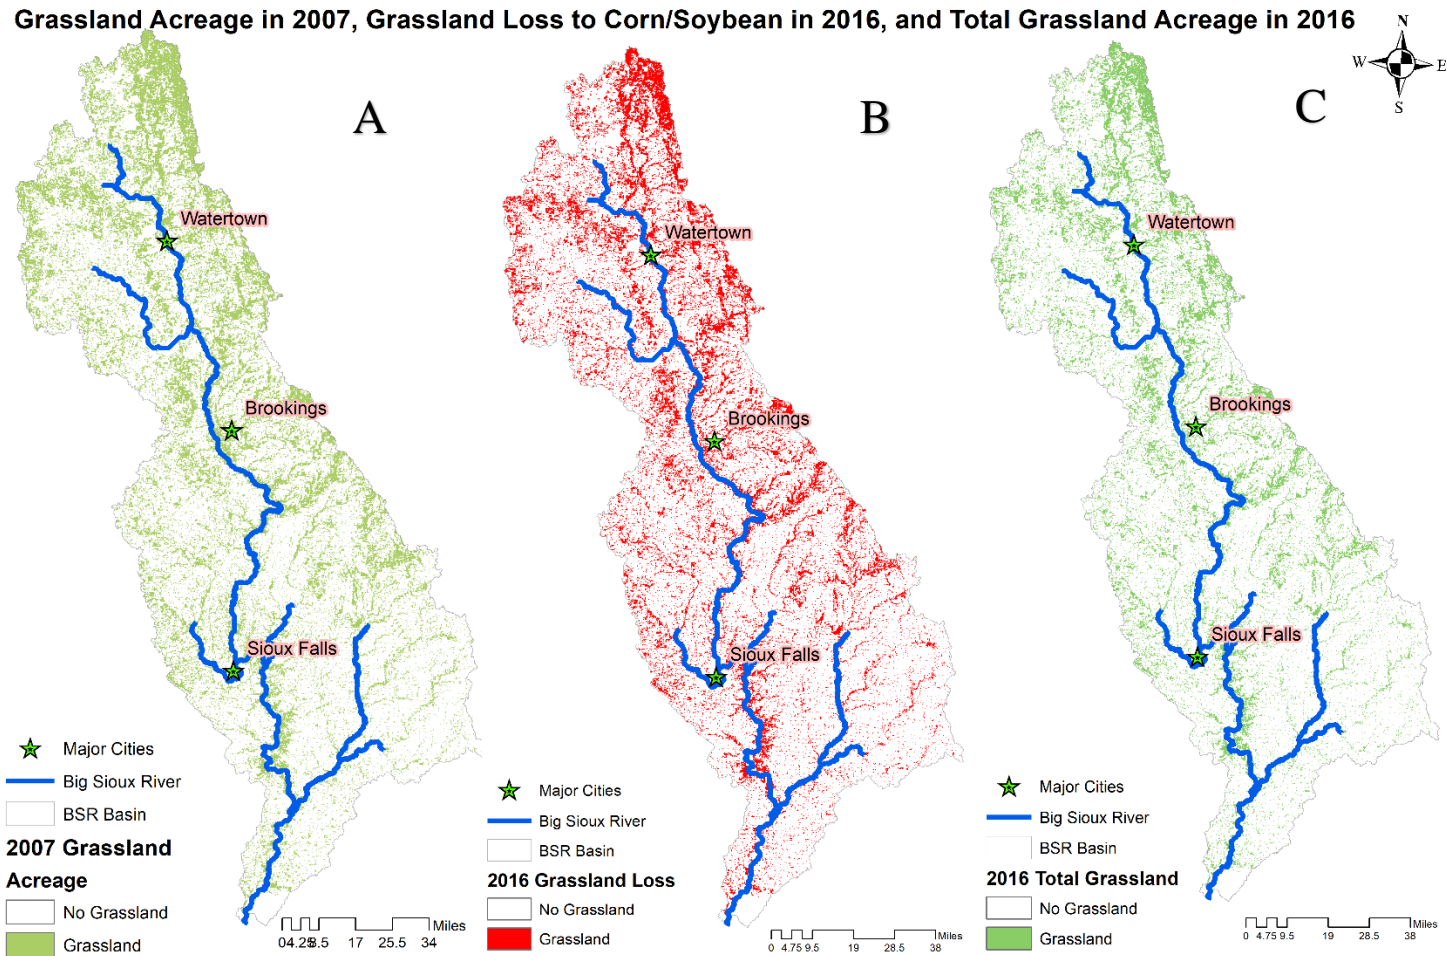 Grassland Acreage in 2007, Grassland Loss to Corn/Soybean in 2016, and Total Grassland Acreage in 2016
N
W E
S
A
Watertown
Brookings
Sioux Falls
Major Cities
Big Sioux River
BSR Basin
2007 Grassland
Acreage
No Grassland
Grassland
Miles
04.258.5 17 25.5 34
B
Watertown
Brookings
Sioux Falls
Major Cities
Big Sioux River
BSR Basin
2016 Grassland Loss
No Grassland
Grassland
Miles
0 4.75 9.5 19 28.5 38
C
Watertown
Brookings
Sioux Falls
Major Cities
Big Sioux River
BSR Basin
2016 Total Grassland
No Grassland
Grassland
Miles
0 4.75 9.5 19 28.5 38